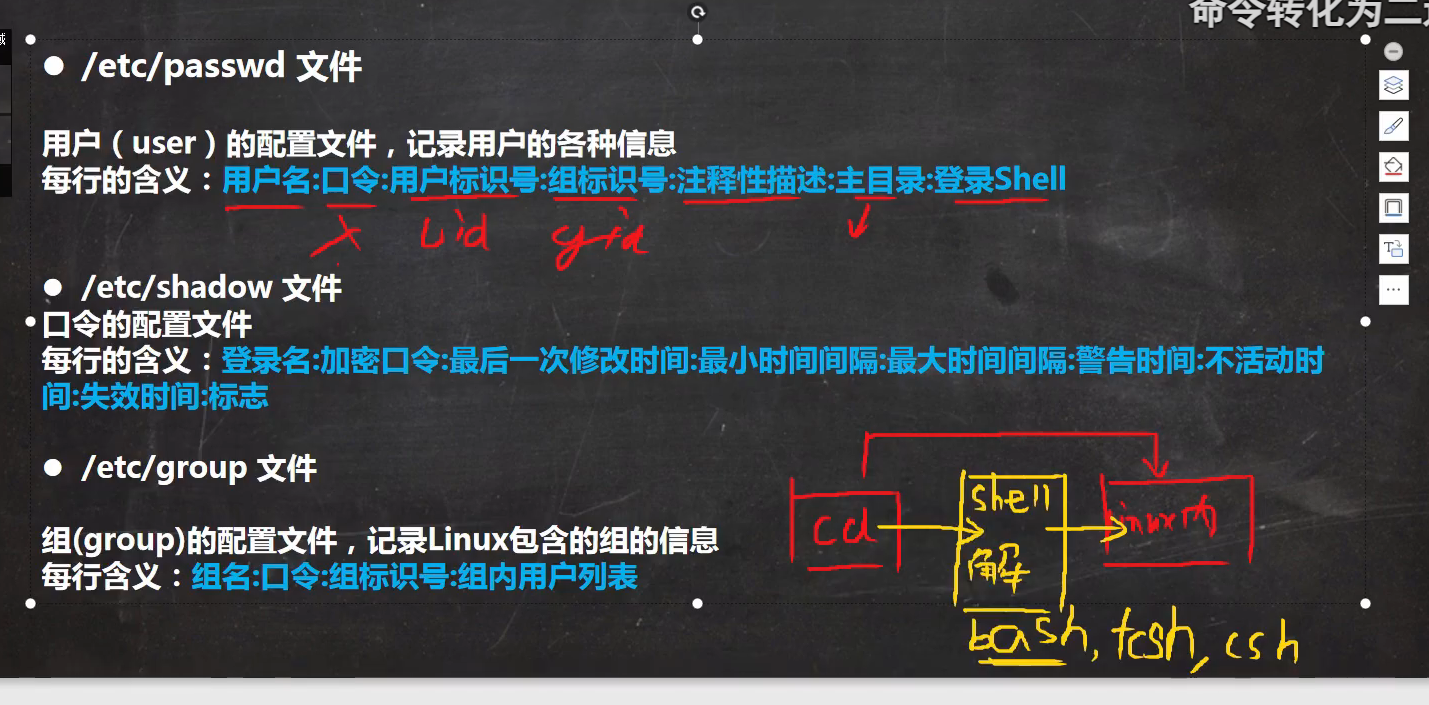 命令转化为二
● /etc/passwd 文件
用户（user）的配置文件，记录用户的各种信息
每行的含义：用户名:口令:用户标识号:组标识号:注释性描述:主目录:登录Shell
x uid gid
● /etc/shadow 文件
口令的配置文件
每行的含义：登录名:加密口令:最后一次修改时间:最小时间间隔:最大时间间隔:警告时间:不活动时
间:失效时间:标志
● /etc/group 文件
组(group)的配置文件，记录Linux包含的组的信息
每行含义：组名:口令:组标识号:组内用户列表
shell
cd
linux内
解
bash, tcsh, csh